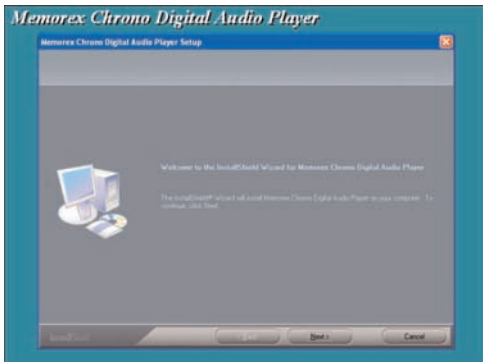 Memorex Chrono Digital Audio Player
Memorex Chrono Digital Audio Player Setup
Welcome to the InstallShield Wizard for Memorex Chrono Digital Audio Player
The InstallShield® Wizard will install Memorex Chrono Digital Audio Player on your computer. To
continue, click Next.
InstallShield
Next >
Cancel